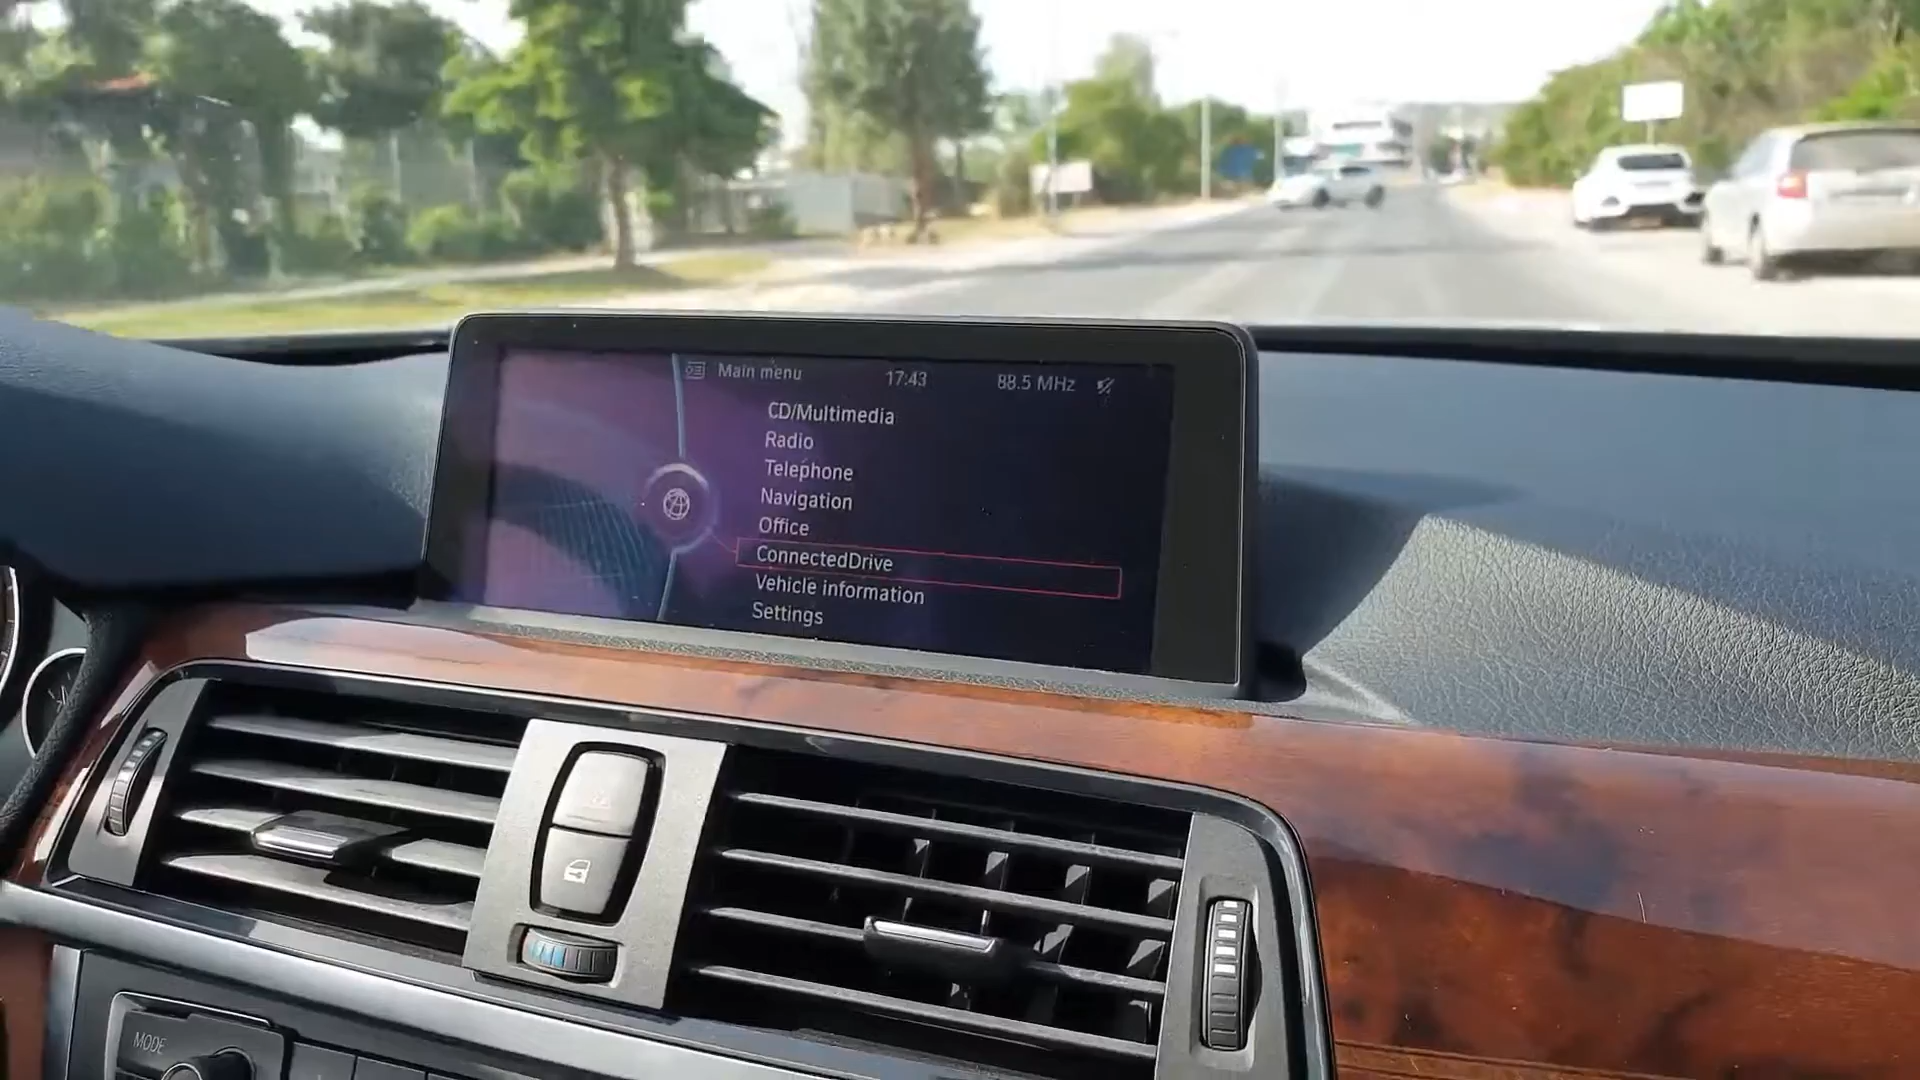 Main menu 17:43 88.5 MHz
CD/Multimedia
Radio
Telephone
Navigation
Office
ConnectedDrive
Vehicle information
Settings
MODE